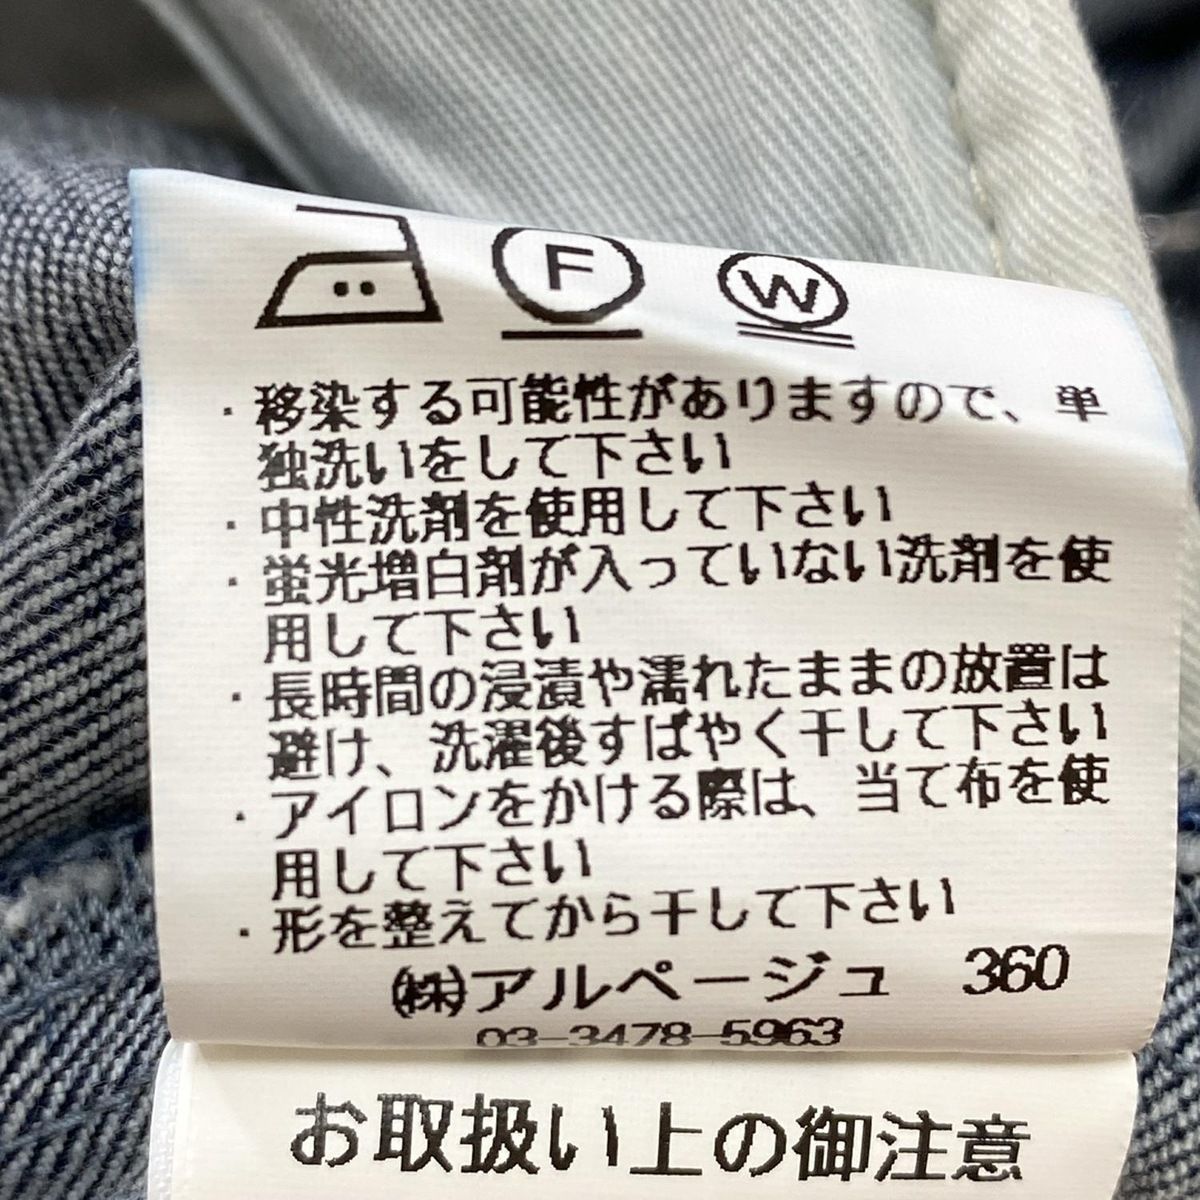 F W
・移染する可能性がありますので、単
独洗いをして下さい
・中性洗剤を使用して下さい
・蛍光増白剤が入っていない洗剤を使
用して下さい
・長時間の浸漬や濡れたままの放置は
避け、洗濯後すばやく干して下さい
・アイロンをかける際は、当て布を使
用して下さい
・形を整えてから干して下さい
(株)アルページュ 360
03-3478-5963
お取扱い上の御注意